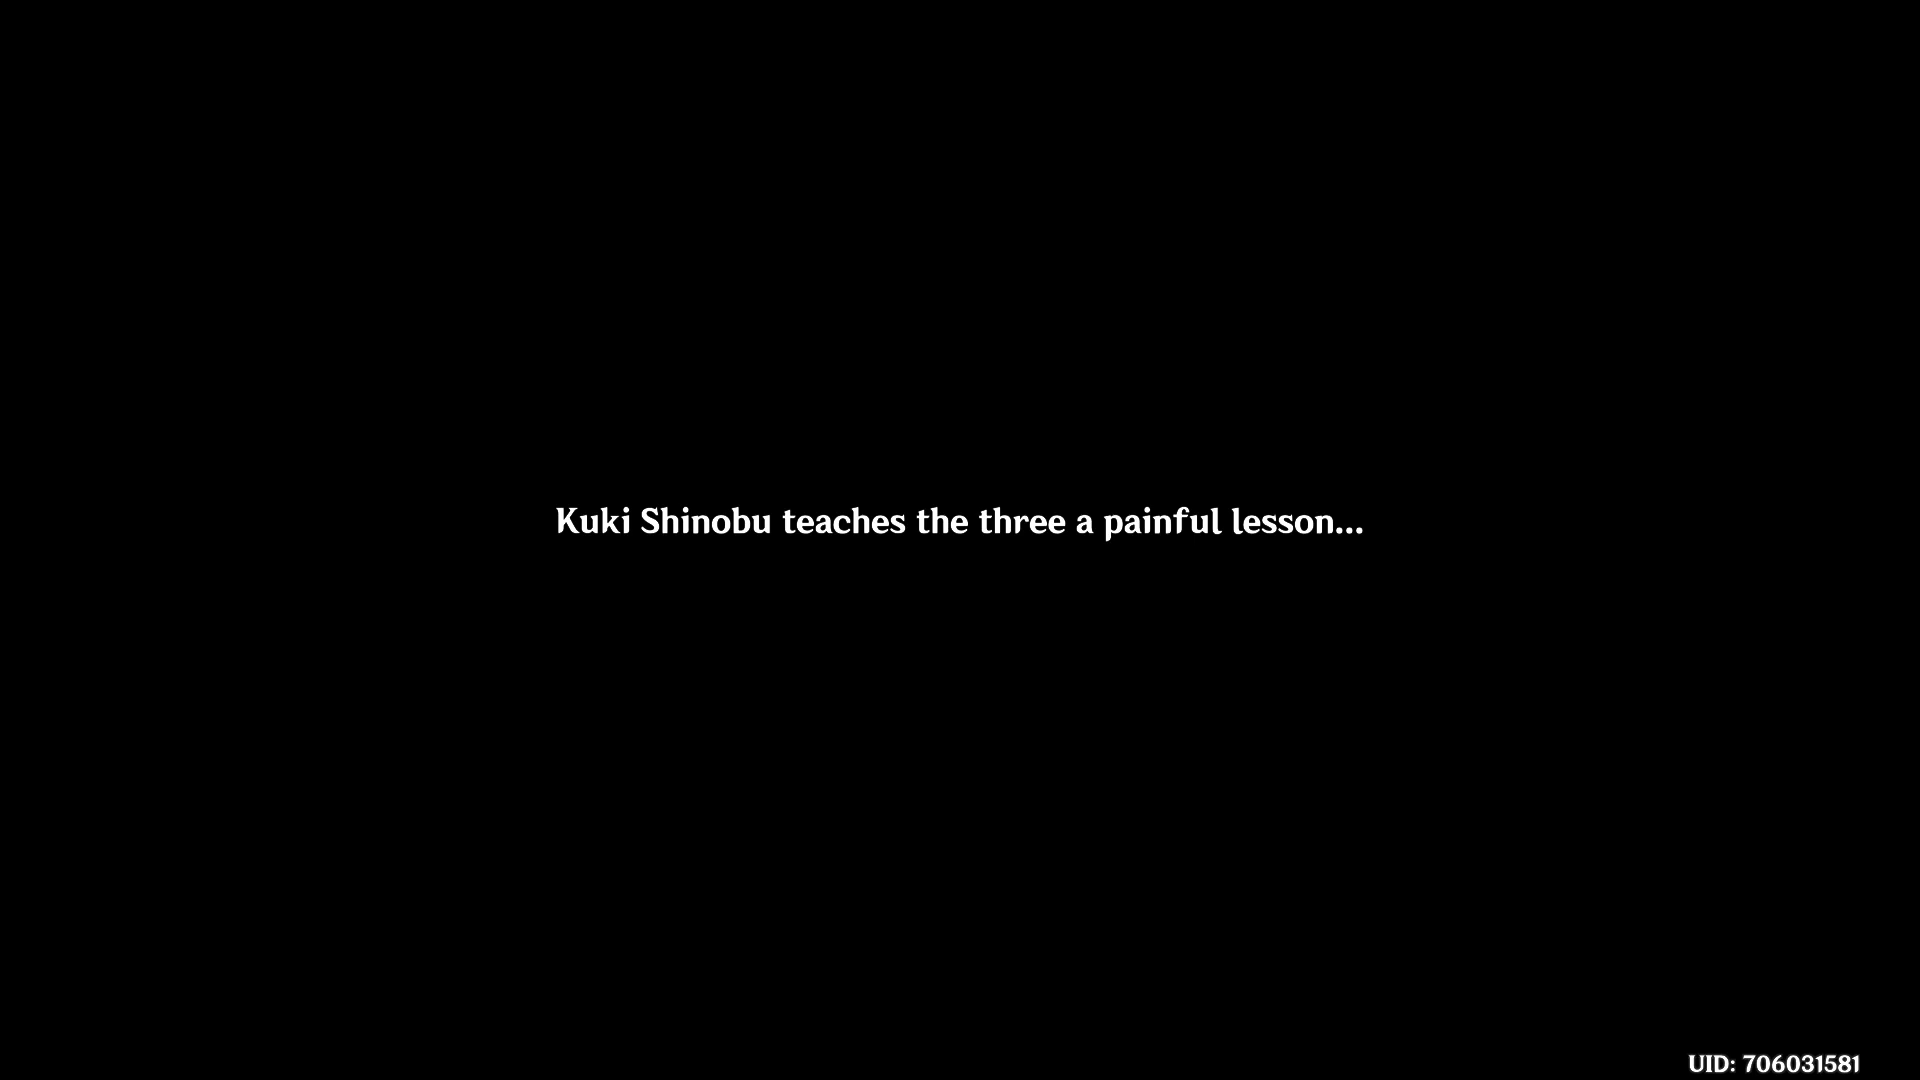 Kuki Shinobu teaches the three a painful lesson...
UID: 706031581